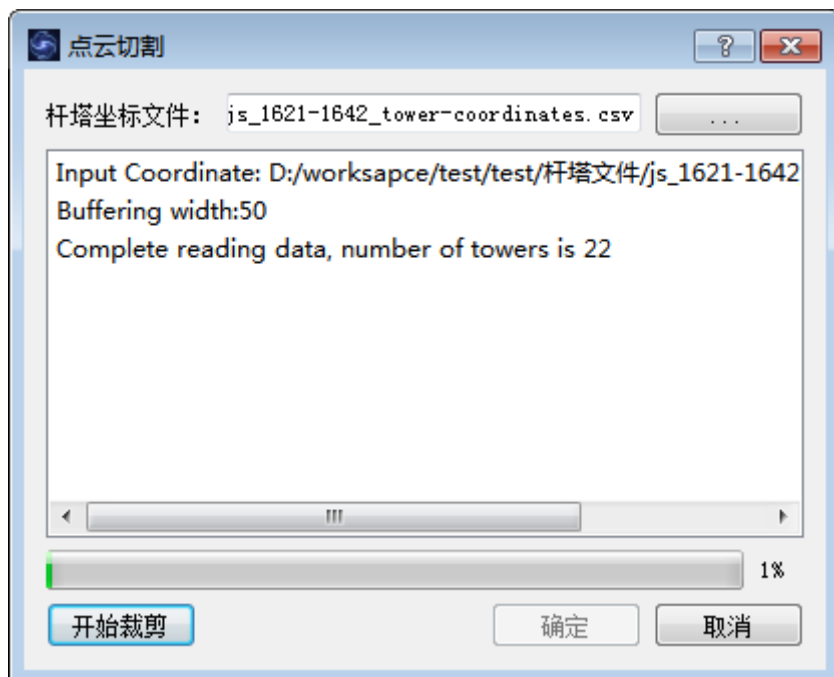 点云切割
杆塔坐标文件： js_1621-1642_tower-coordinates.csv ...
Input Coordinate: D:/worksapce/test/test/杆塔文件/js_1621-1642
Buffering width:50
Complete reading data, number of towers is 22
1%
开始裁剪 确定 取消